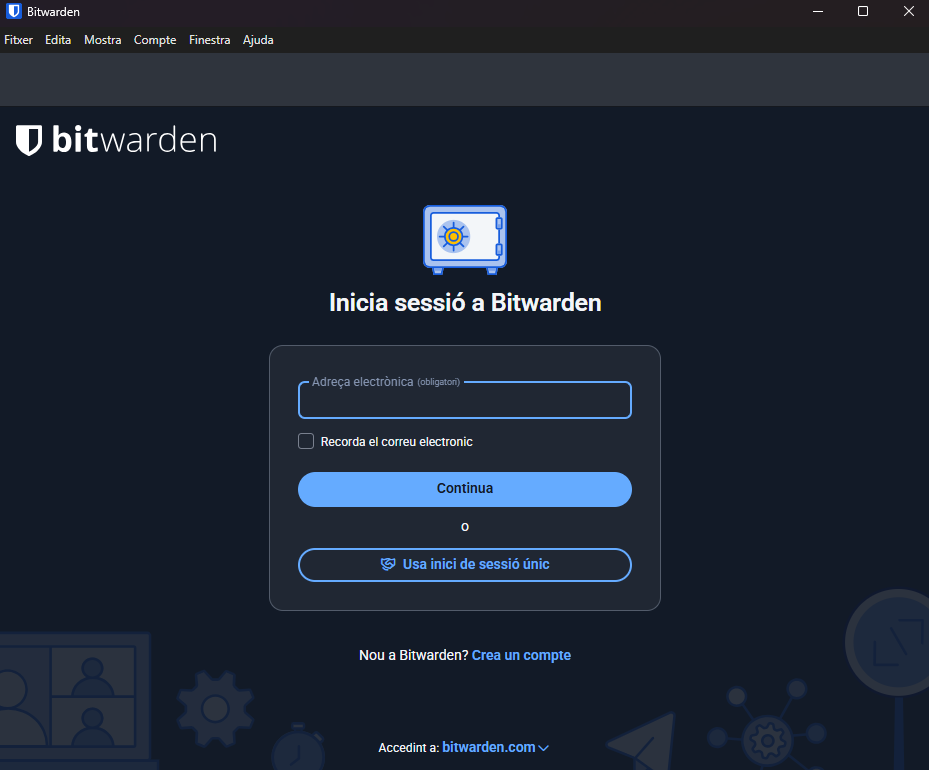 Bitwarden
Fitxer Edita Mostra Compte Finestra Ajuda
bitwarden
Inicia sessió a Bitwarden
Adreça electrònica (obligatori)
Recorda el correu electronic
Continua
o
Usa inici de sessió únic
Nou a Bitwarden? Crea un compte
Accedint a: bitwarden.com